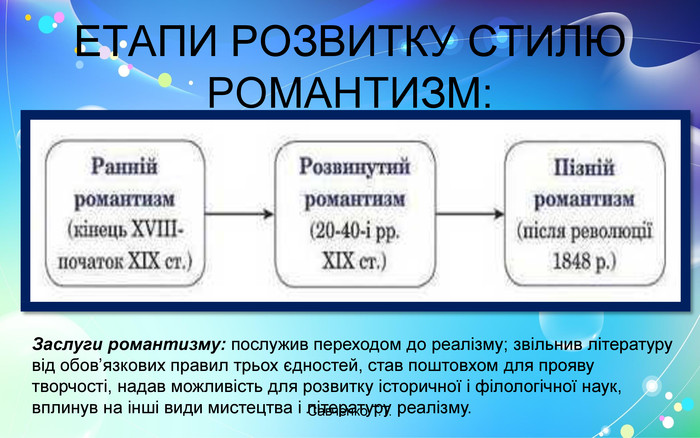 ЕТАПИ РОЗВИТКУ СТИЛЮ
РОМАНТИЗМ:
Ранній
романтизм
(кінець XVIII-
початок XIX ст.)
Розвинутий
романтизм
(20-40-і рр.
XIX ст.)
Пізній
романтизм
(після революції
1848 р.)
Заслуги романтизму: послужив переходом до реалізму; звільнив літературу
від обов’язкових правил трьох єдностей, став поштовхом для прояву
творчості, надав можливість для розвитку історичної і філологічної наук,
вплинув на інші види мистецтва і літературу реалізму.